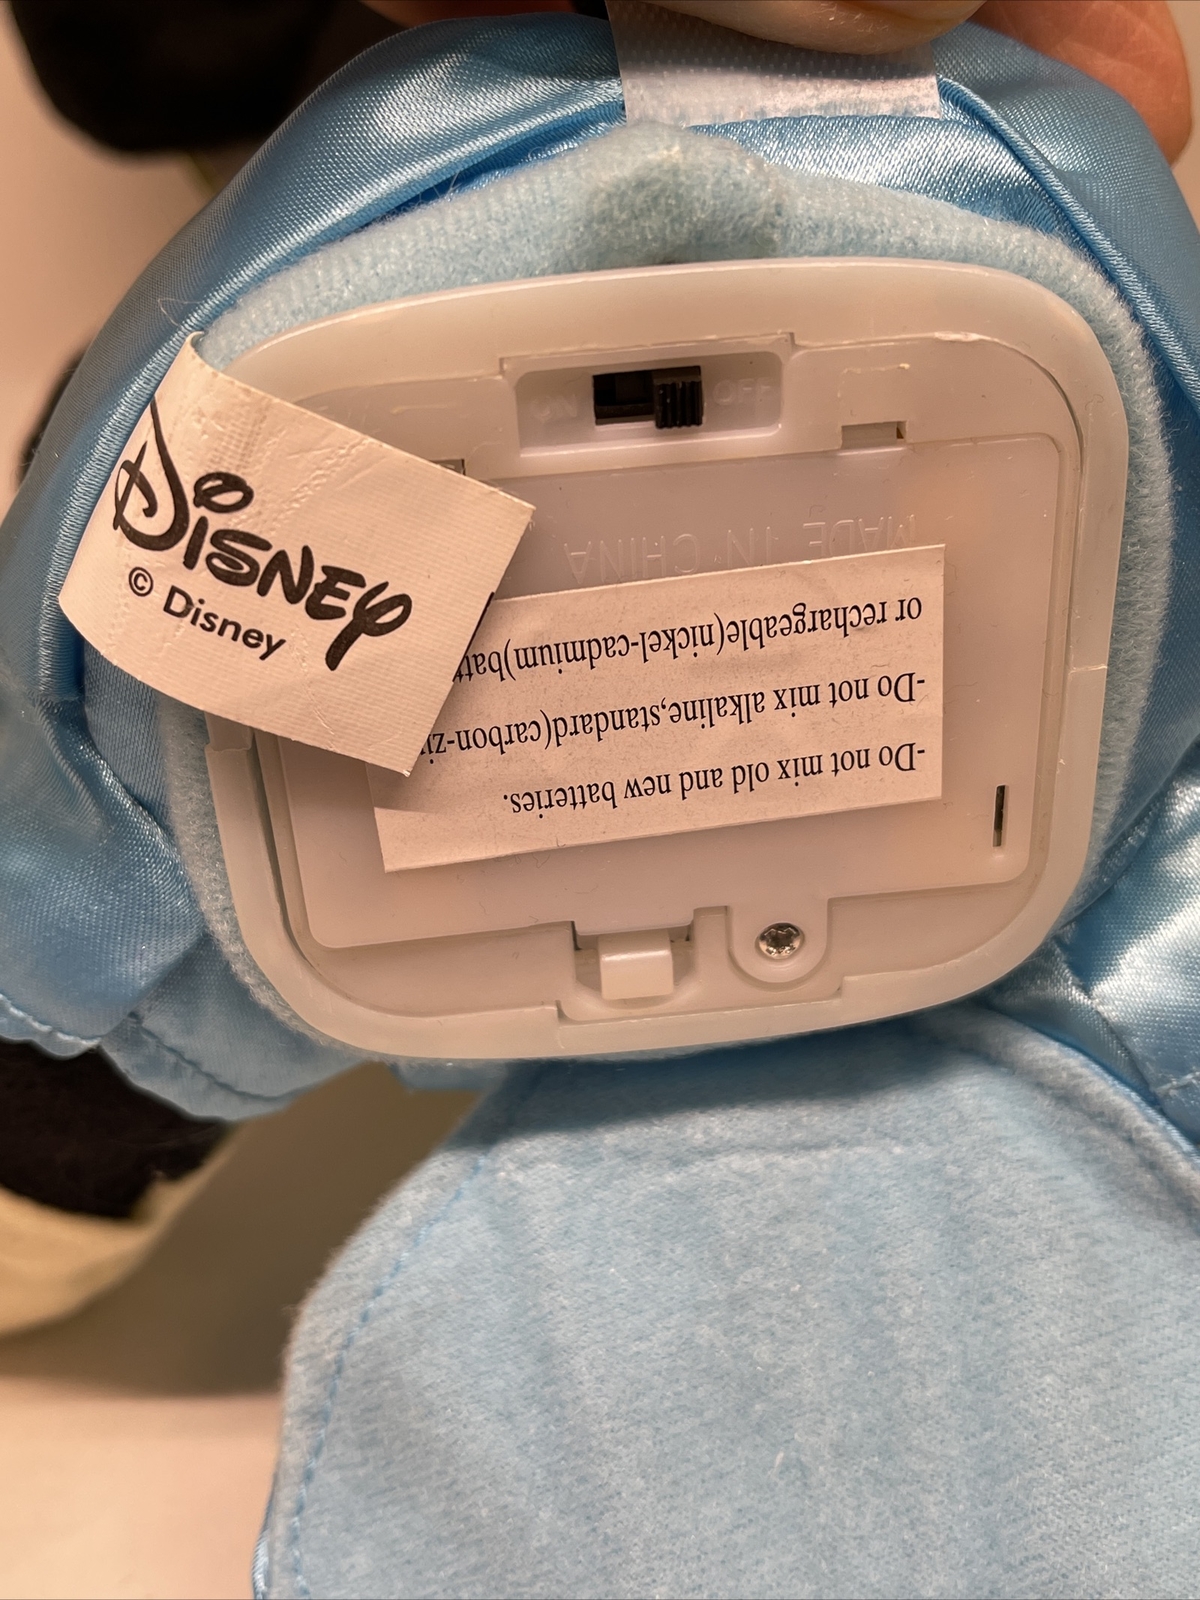 DISNEY
© Disney
ON
OFF
MADE IN CHINA
-Do not mix old and new batteries.
-Do not mix alkaline,standard(carbon-zi
or rechargeable(nickel-cadmium)bat